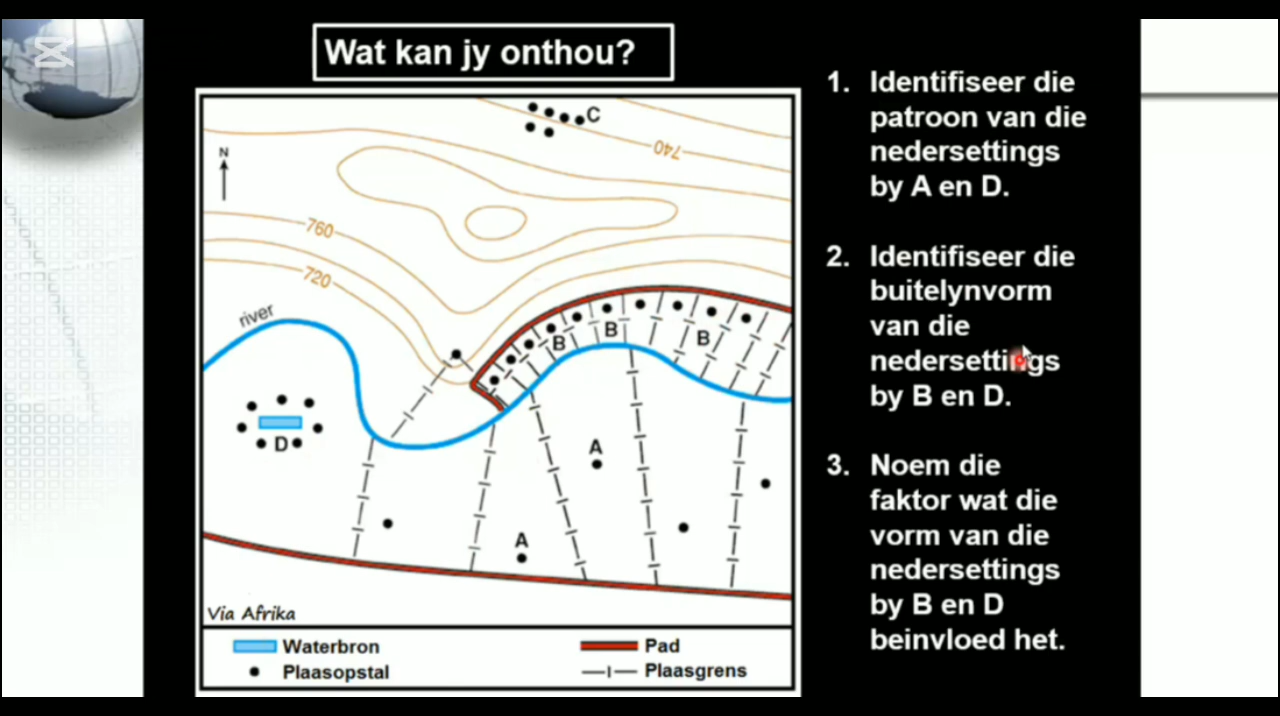 Wat kan jy onthou?
1. Identifiseer die
patroon van die
nedersettings
by A en D.
2. Identifiseer die
buitelynvorm
van die
nedersettings
by B en D.
3. Noem die
faktor wat die
vorm van die
nedersettings
by B en D
beinvloed het.
C
740
N
760
720
river
B
B
B
D
A
A
Via Afrika
Waterbron
Pad
Plaasopstal
Plaasgrens